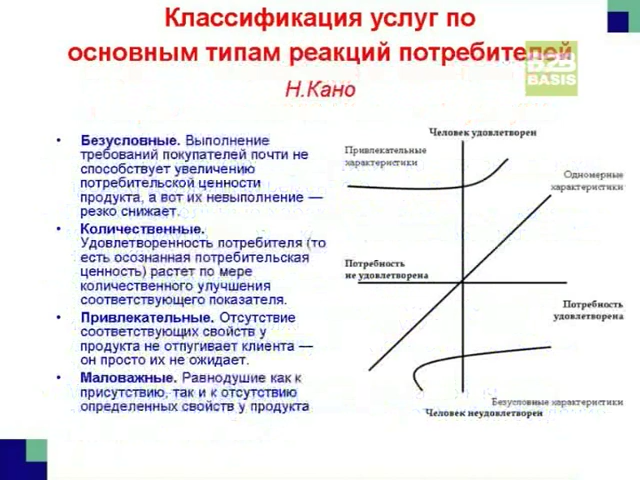 Классификация услуг по
основным типам реакций потребителей
B2B
BASIS
Н.Кано
• Безусловные. Выполнение
требований покупателей почти не
способствует увеличению
потребительской ценности
продукта, а вот их невыполнение —
резко снижает.
• Количественные.
Удовлетворенность потребителя (то
есть осознанная потребительская
ценность) растет по мере
количественного улучшения
соответствующего показателя.
• Привлекательные. Отсутствие
соответствующих свойств у
продукта не отпугивает клиента —
он просто их не ожидает.
• Маловажные. Равнодушие как к
присутствию, так и к отсутствию
определенных свойств у продукта
Человек удовлетворен
Привлекательные
характеристики
Одномерные
характеристики
Потребность
не удовлетворена
Потребность
удовлетворена
Безусловные характеристики
Человек неудовлетворен